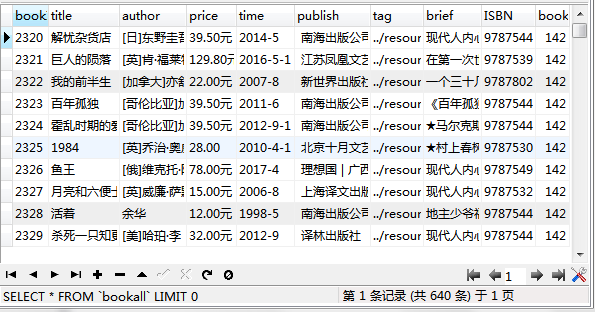 book title author price time publish tag brief ISBN book
2320 解忧杂货店 [日]东野圭吾 39.50元 2014-5 南海出版公司 ../resour 现代人内心 9787544 142
2321 巨人的陨落 [英]肯·福莱 129.80元 2016-5-1 江苏凤凰文艺 ../resour 在第一次世 9787539 142
2322 我的前半生 [加拿大]亦舒 22.00元 2007-8 新世界出版社 ../resour 一个三十几 9787802 142
2323 百年孤独 [哥伦比亚]加 39.50元 2011-6 南海出版公司 ../resour 《百年孤独 9787544 142
2324 霍乱时期的爱 [哥伦比亚]加 39.50元 2012-9-1 南海出版公司 ../resour ★马尔克斯 9787544 142
2325 1984 [英]乔治·奥威 28.00 2010-4-1 北京十月文艺 ../resour ★村上春树 9787530 142
2326 鱼王 [俄]维克托· 78.00元 2017-4 理想国 | 广西 ../resour 现代人内心 9787549 142
2327 月亮和六便士 [英]威廉·萨 15.00元 2006-8 上海译文出版 ../resour 现代人内心 9787532 142
2328 活着 余华 12.00元 1998-5 南海出版公司 ../resour 地主少爷福 9787544 142
2329 杀死一只知更 [美]哈珀·李 32.00元 2012-9 译林出版社 ../resour 现代人内心 9787544 142
1
SELECT * FROM `bookall` LIMIT 0 第 1 条记录 (共 640 条) 于 1 页